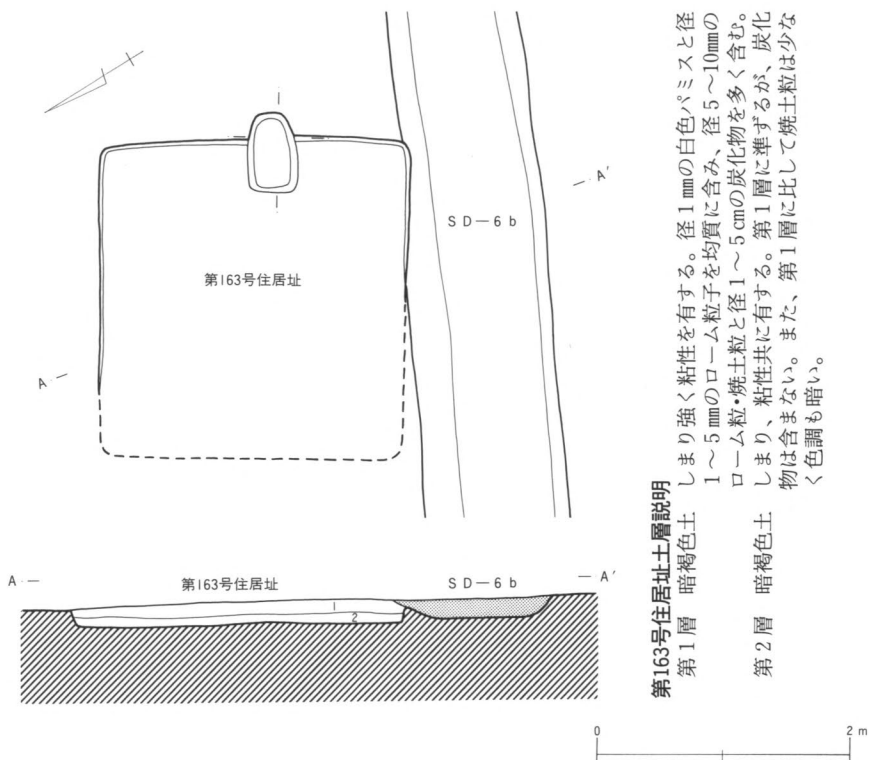 A'
SD—6b
第163号住居址
A
A
第163号住居址
SD—6b
A'
1
2
第163号住居址土層説明
第1層 暗褐色土 しまり強く粘性を有する。径1mmの白色パミスと径
1～5mmのローム粒子を均質に含み、径5～10mmの
ローム粒・焼土粒と径1～5cmの炭化物を多く含む。
第2層 暗褐色土 しまり、粘性共に有する。第1層に準ずるが、炭化
物は含まない。また、第1層に比して焼土粒は少な
く色調も暗い。
0
2m